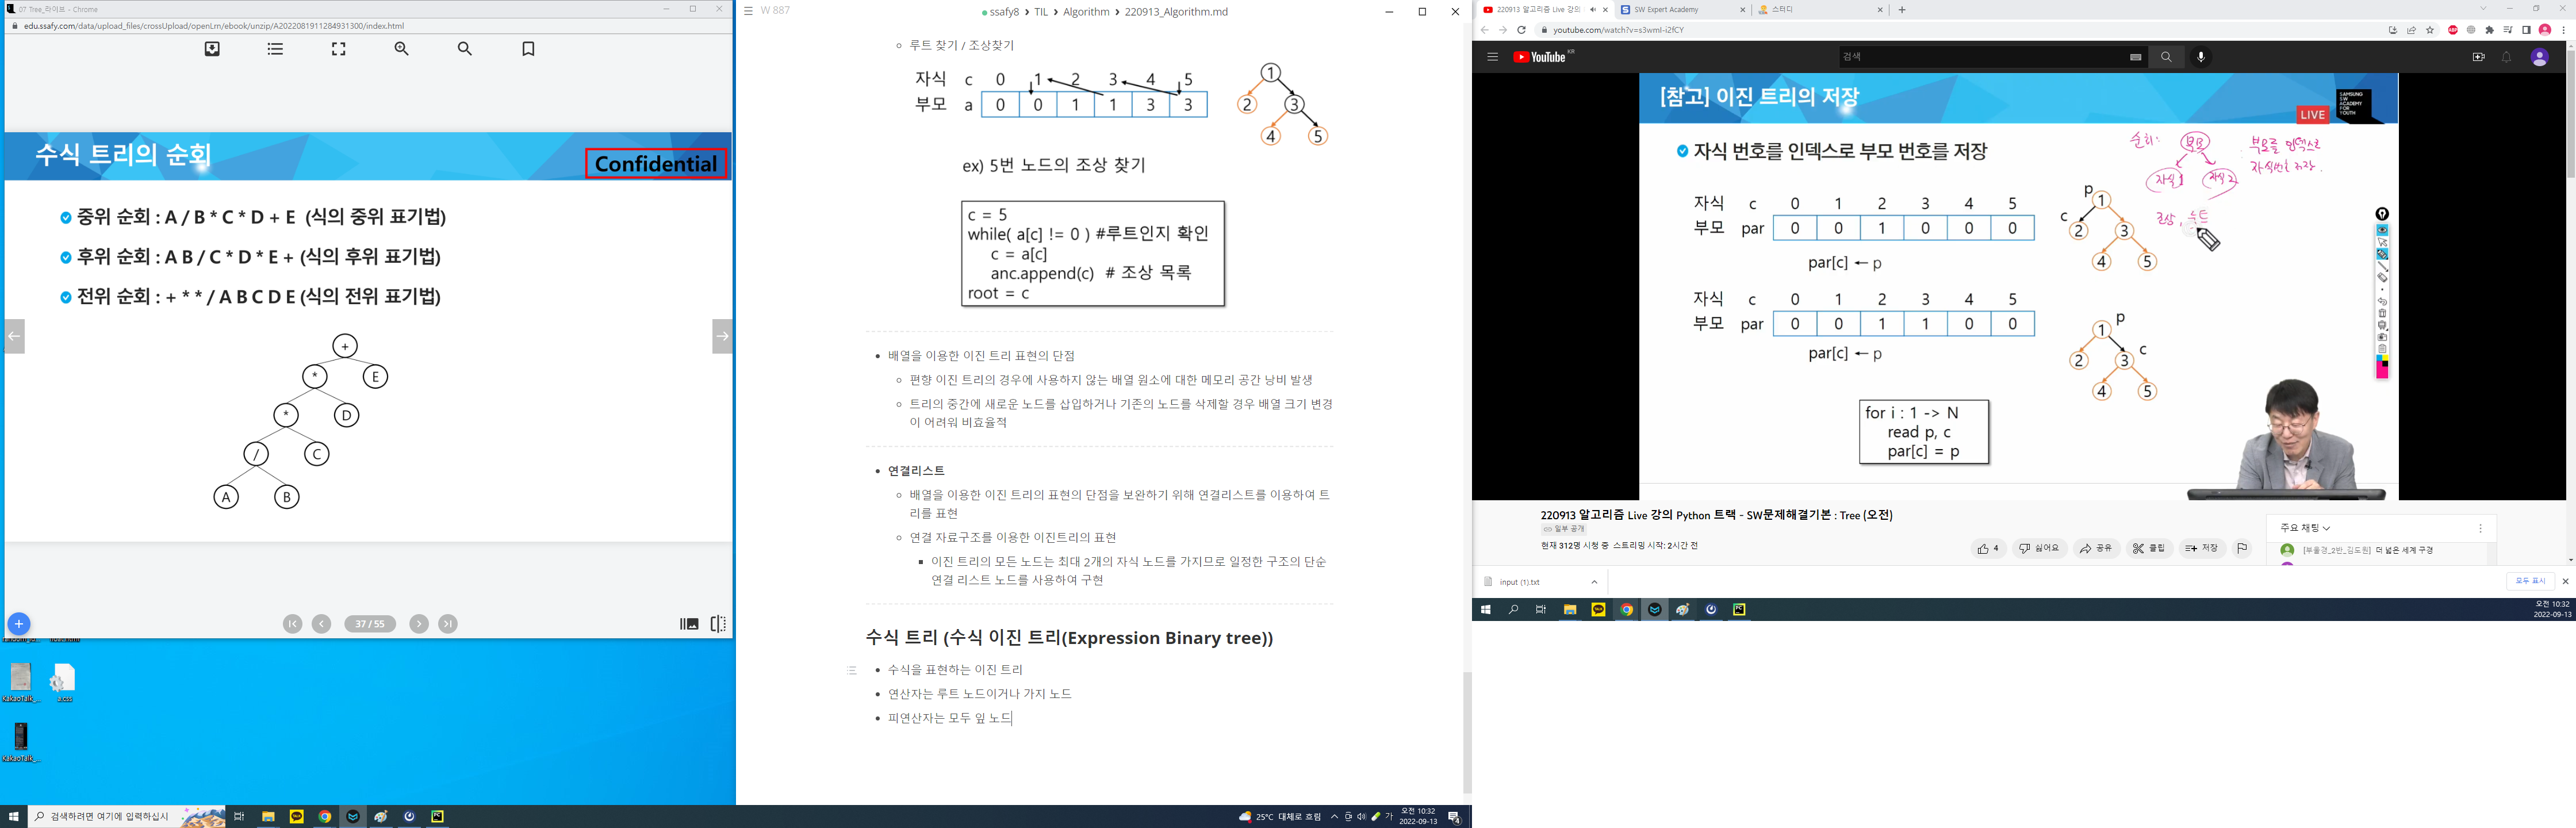 07 Tree_라이브 - Chrome
edu.ssafy.com/data/upload_files/crossUpload/openLrn/ebook/unzip/A2022081911284931300/index.html
수식 트리의 순회
Confidential
중위 순회 : A / B * C * D + E (식의 중위 표기법)
후위 순회 : A B / C * D * E + (식의 후위 표기법)
전위 순회 : + * * / A B C D E (식의 전위 표기법)
+
* E
* D
/ C
A B
37 / 55
KakaoTalk_...
a.css
KakaoTalk_...
검색하려면 여기에 입력하십시
W 887
ssafy8 › TIL › Algorithm › 220913_Algorithm.md
루트 찾기 / 조상찾기
자식 c 0 1 2 3 4 5
부모 a 0 0 1 1 3 3
1
2 3
4 5
ex) 5번 노드의 조상 찾기
c = 5
while( a[c] != 0 ) #루트인지 확인
c = a[c]
anc.append(c) # 조상 목록
root = c
배열을 이용한 이진 트리 표현의 단점
편향 이진 트리의 경우에 사용하지 않는 배열 원소에 대한 메모리 공간 낭비 발생
트리의 중간에 새로운 노드를 삽입하거나 기존의 노드를 삭제할 경우 배열 크기 변경
이 어려워 비효율적
연결리스트
배열을 이용한 이진 트리의 표현의 단점을 보완하기 위해 연결리스트를 이용하여 트
리를 표현
연결 자료구조를 이용한 이진트리의 표현
이진 트리의 모든 노드는 최대 2개의 자식 노드를 가지므로 일정한 구조의 단순
연결 리스트 노드를 사용하여 구현
수식 트리 (수식 이진 트리(Expression Binary tree))
수식을 표현하는 이진 트리
연산자는 루트 노드이거나 가지 노드
피연산자는 모두 잎 노드
25°C 대체로 흐림
가
오전 10:32
2022-09-13
4
220913 알고리즘 Live 강의
SW Expert Academy
스터디
youtube.com/watch?v=s3wmI-i2fCY
YouTube KR
검색
[참고] 이진 트리의 저장
LIVE
SAMSUNG
SW
ACADEMY
FOR
YOUTH
자식 번호를 인덱스로 부모 번호를 저장
순회:
부모
자식1 자식2
부모를 인덱스로
자식번호 저장.
조상, 루트
자식 c 0 1 2 3 4 5
부모 par 0 0 1 0 0 0
par[c] ← p
p
1
c
2 3
4 5
자식 c 0 1 2 3 4 5
부모 par 0 0 1 1 0 0
par[c] ← p
p
1
c
2 3
4 5
for i : 1 -> N
read p, c
par[c] = p
220913 알고리즘 Live 강의 Python 트랙 - SW문제해결기본 : Tree (오전)
일부 공개
현재 312명 시청 중 스트리밍 시작: 2시간 전
4 싫어요 공유 클립 저장
주요 채팅
[부울경_2반_김도원] 더 넓은 세계 구경
input (1).txt
모두 표시
오전 10:32
2022-09-13